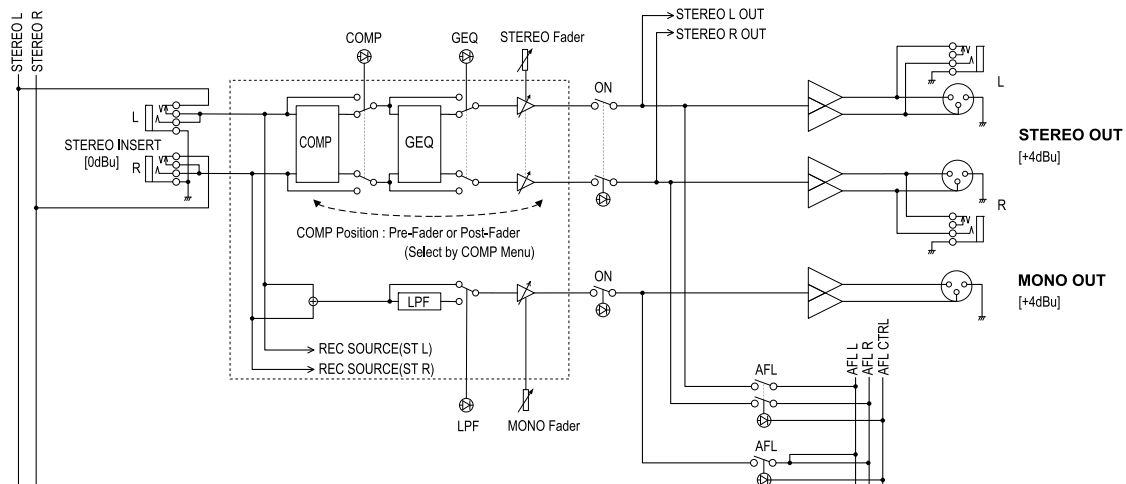 STEREO L
STEREO R
COMP
GEQ
STEREO Fader
STEREO L OUT
STEREO R OUT
ON
L
L
STEREO INSERT
[0dBu]
R
COMP
GEQ
STEREO OUT
[+4dBu]
R
COMP Position : Pre-Fader or Post-Fader
(Select by COMP Menu)
ON
LPF
MONO OUT
[+4dBu]
REC SOURCE(ST L)
REC SOURCE(ST R)
AFL L
AFL R
AFL CTRL
AFL
LPF
MONO Fader
AFL